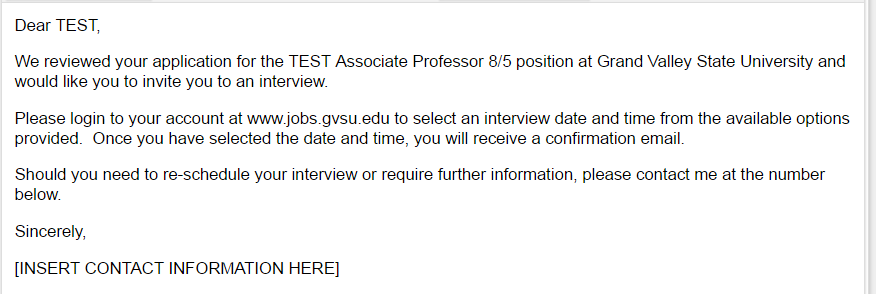 Dear TEST,
We reviewed your application for the TEST Associate Professor 8/5 position at Grand Valley State University and
would like you to invite you to an interview.
Please login to your account at www.jobs.gvsu.edu to select an interview date and time from the available options
provided.  Once you have selected the date and time, you will receive a confirmation email.
Should you need to re-schedule your interview or require further information, please contact me at the number
below.
Sincerely,
[INSERT CONTACT INFORMATION HERE]